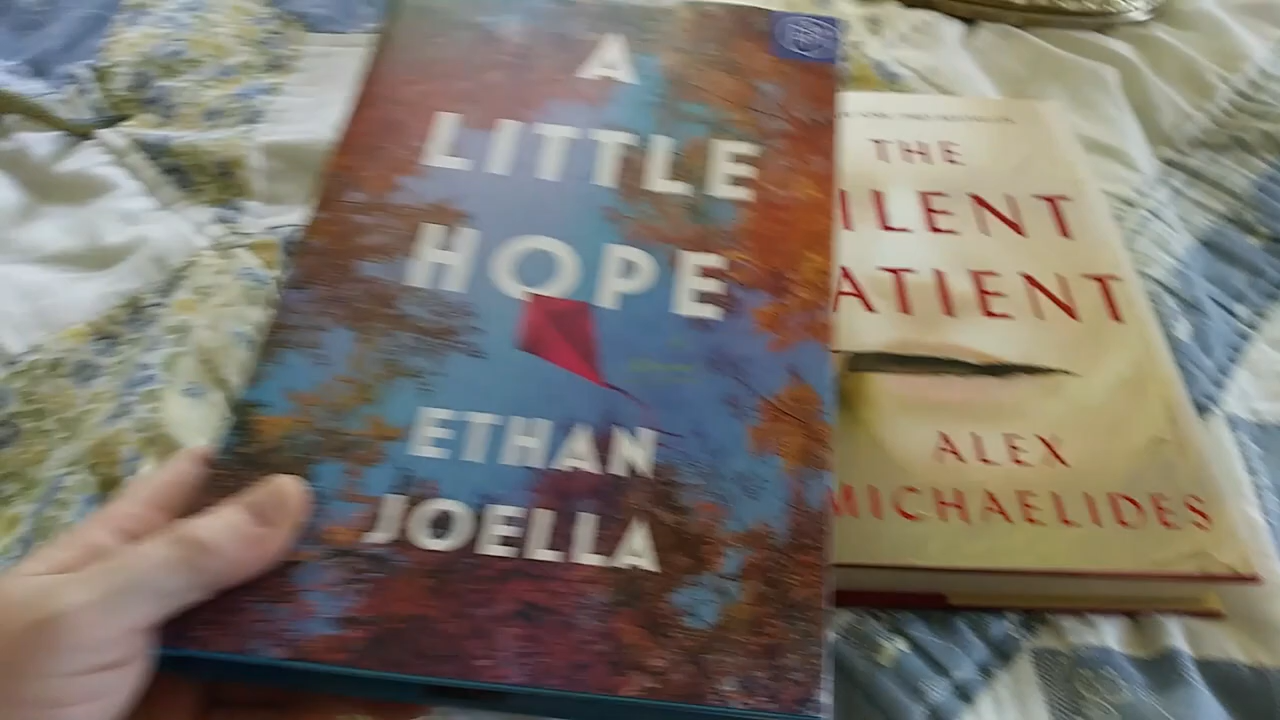 A
LITTLE
HOPE
ETHAN
JOELLA
THE
ILENT
ATIENT
ALEX
MICHAELIDES